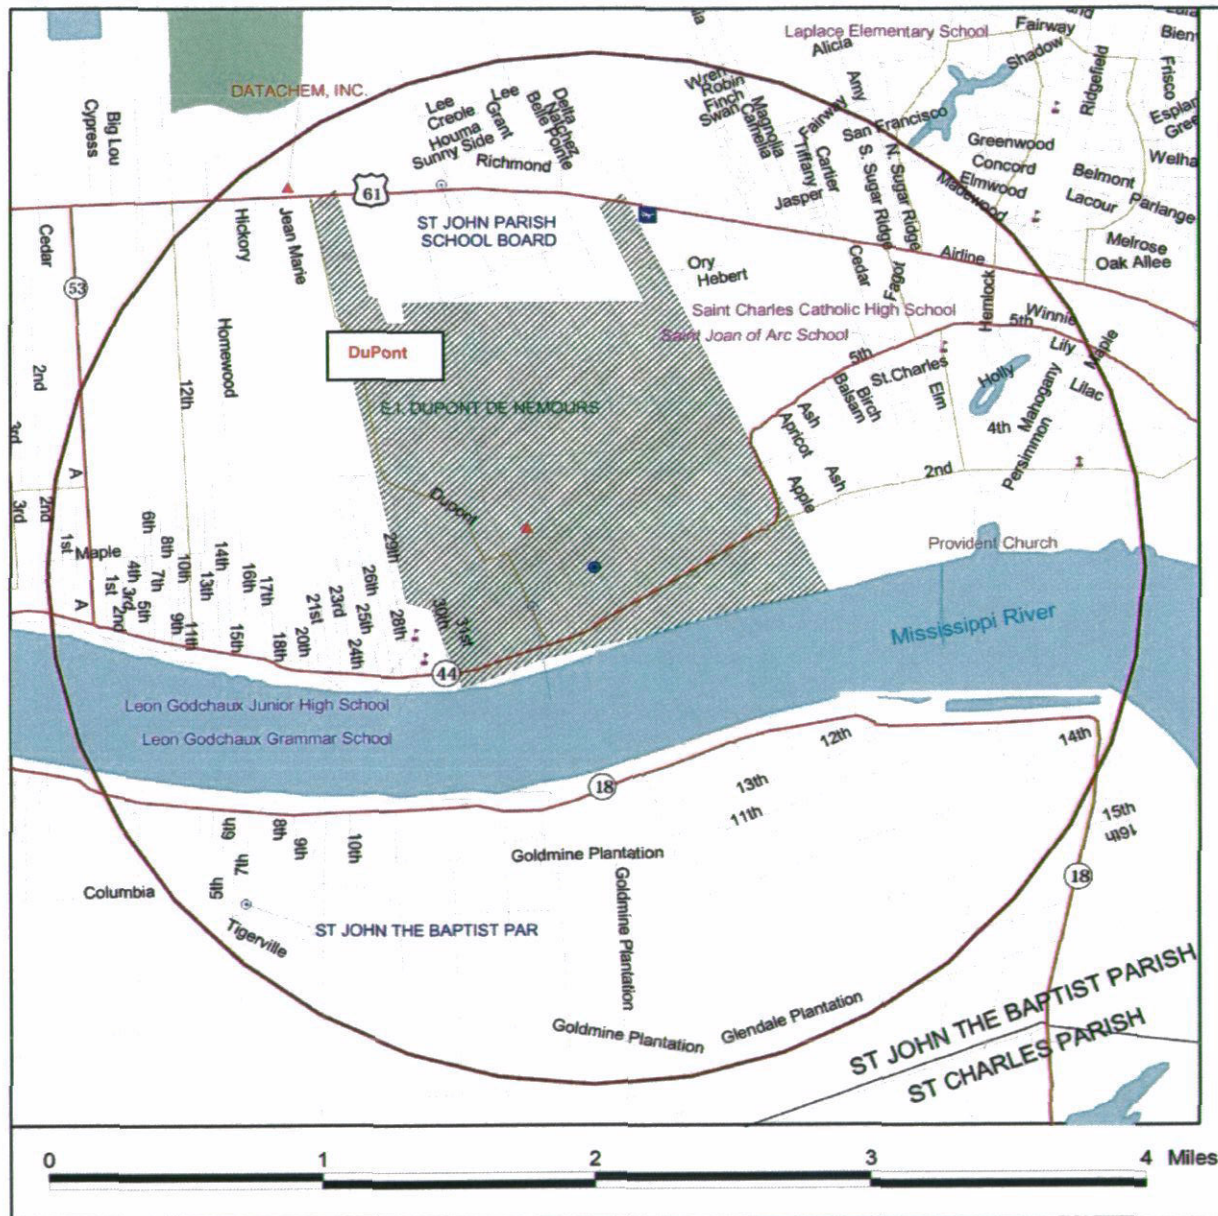 Laplace Elementary School
Fairway
Alicia
Shadow
Bien
Ridgefield
Frisco
DATACHEM, INC.
Big Lou
Cypress
Lee
Creole
Houma
Sunny Side
Lee
Grant
Richmond
Delta
Natchez
Belle Pointe
Wren
Robin
Finch
Swan
Magnolia
Camelia
Amy
Fairway
San Francisco
Tiffany
Cartier
Jasper
S. Sugar Ridge
N. Sugar Ridge
Greenwood
Concord
Elmwood
Madewood
Belmont
Lacour
Parlange
Esplan
Gree
Welha
Melrose
Oak Allee
61
Cedar
53
Hickory
Jean Marie
ST JOHN PARISH
SCHOOL BOARD
Ory
Hebert
Cedar
Fagot
Airline
Hemlock
Saint Charles Catholic High School
Saint Joan of Arc School
Winnie
5th
Lily
Maple
Homewood
12th
2nd
3rd
DuPont
E.I. DUPONT DE NEMOURS
5th
St.Charles
Balsam
Birch
Elm
Holly
Mahogany
Lilac
4th
Persimmon
Ash
Apricot
Ash
Apple
2nd
Dupont
A
2nd
3rd
1st
Maple
A
6th
8th
10th
14th
4th
7th
13th
16th
17th
1st
3rd
5th
2nd
9th
11th
15th
18th
20th
21st
23rd
24th
25th
26th
28th
29th
30th
31st
44
Provident Church
Mississippi River
Leon Godchaux Junior High School
Leon Godchaux Grammar School
12th
14th
18
13th
11th
15th
16th
6th
8th
9th
10th
7th
5th
Goldmine Plantation
Goldmine Plantation
18
Columbia
Tigerville
ST JOHN THE BAPTIST PAR
Goldmine Plantation
Glendale Plantation
ST JOHN THE BAPTIST PARISH
ST CHARLES PARISH
0 1 2 3 4 Miles